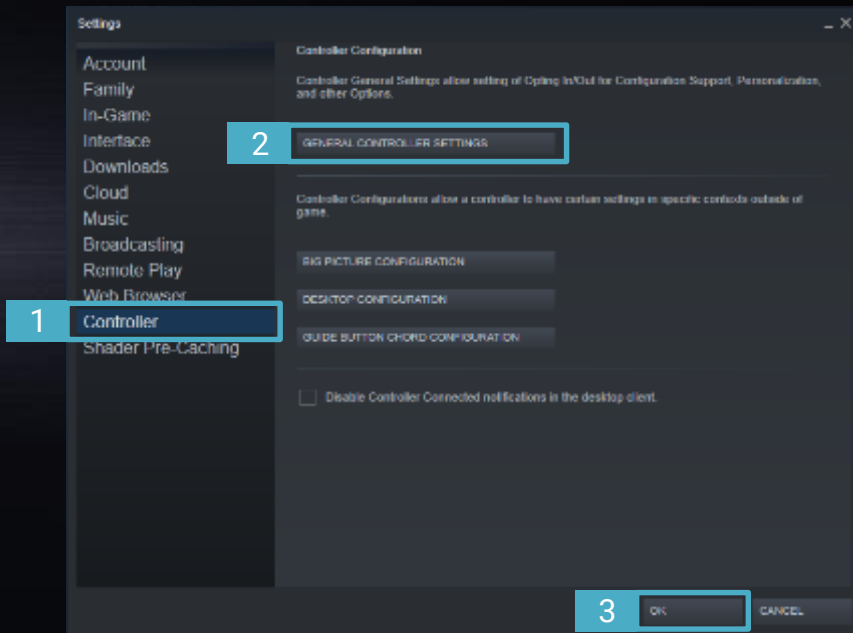 Settings
Account
Family
In-Game
Interface
Downloads
Cloud
Music
Broadcasting
Remote Play
Web Browser
Controller
Shader Pre-Caching
1
Controller Configuration
Controller General Settings allow setting of Opting In/Out for Configuration Support, Personalization,
and other Options.
2
GENERAL CONTROLLER SETTINGS
Controller Configurations allow a controller to have certain settings in specific contexts outside of
game.
BIG PICTURE CONFIGURATION
DESKTOP CONFIGURATION
GUIDE BUTTON CHORD CONFIGURATION
Disable Controller Connected notifications in the desktop client.
3
OK
CANCEL